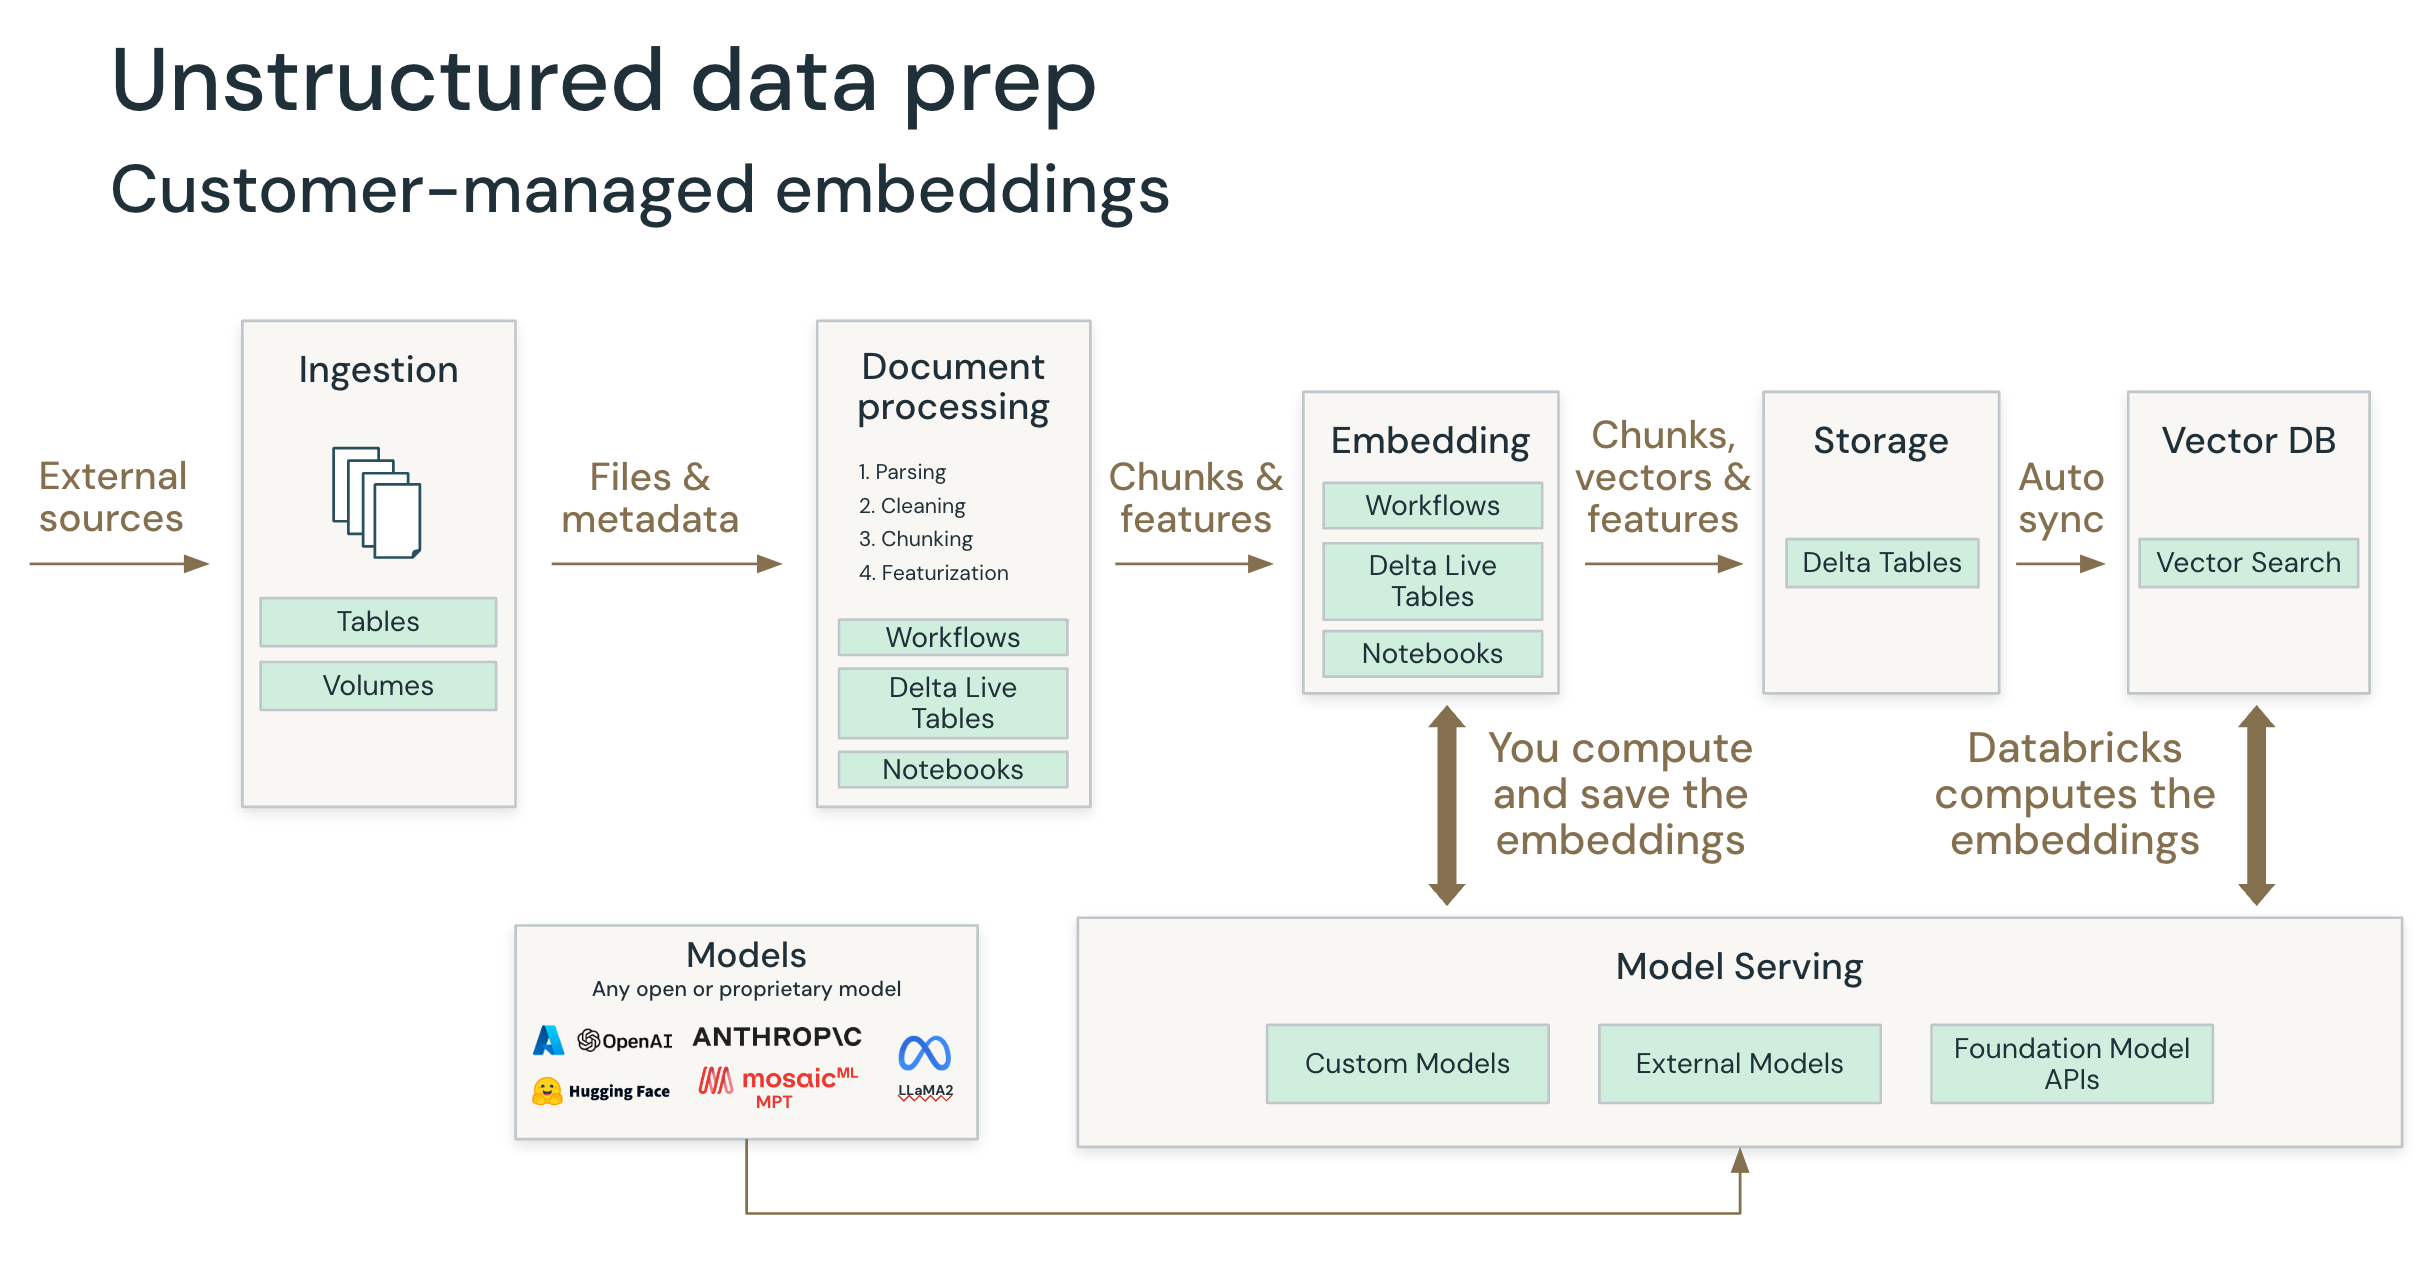 Unstructured data prep
Customer-managed embeddings
External
sources
Ingestion
Tables
Volumes
Files &
metadata
Document
processing
1. Parsing
2. Cleaning
3. Chunking
4. Featurization
Workflows
Delta Live
Tables
Notebooks
Chunks &
features
Embedding
Workflows
Delta Live
Tables
Notebooks
Chunks,
vectors &
features
Storage
Delta Tables
Auto
sync
Vector DB
Vector Search
You compute
and save the
embeddings
Databricks
computes the
embeddings
Models
Any open or proprietary model
OpenAI
ANTHROP\C
Hugging Face
mosaicML
MPT
LLaMA2
Model Serving
Custom Models
External Models
Foundation Model
APIs